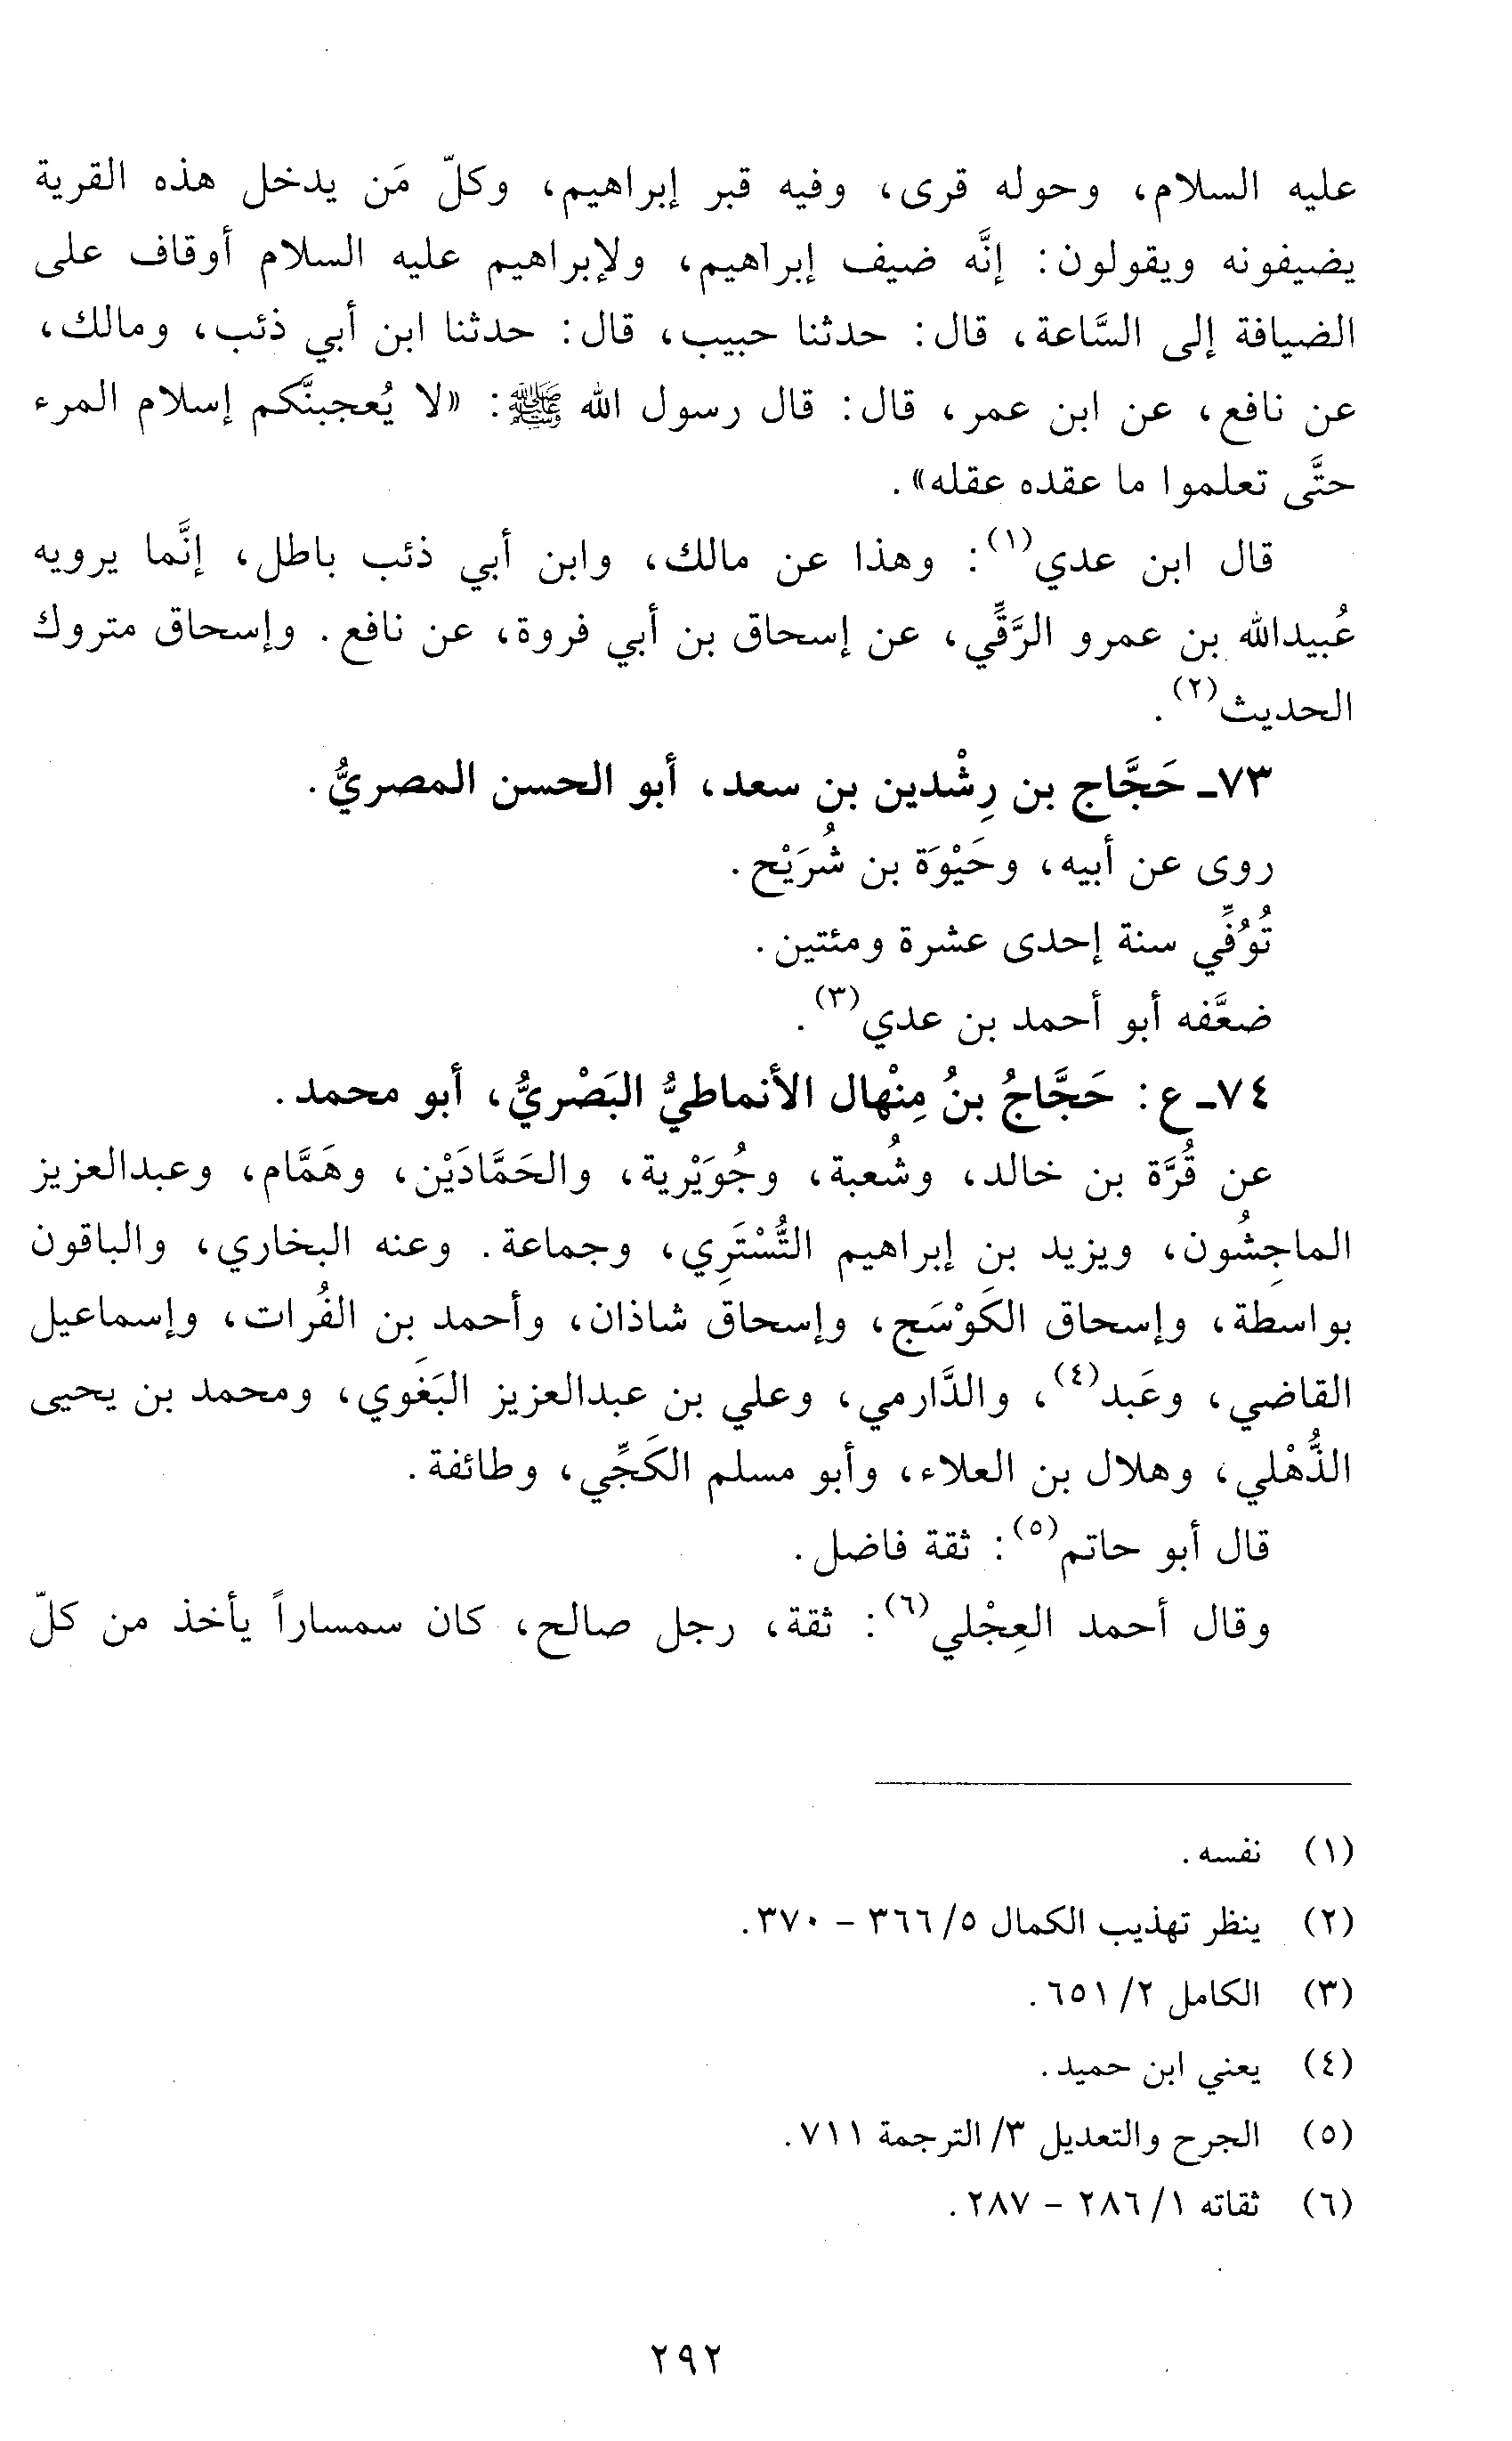 عليه السلام، وحوله قرى، وفيه قبر إبراهيم، وكلّ مَن يدخل هذه القرية
يضيفونه ويقولون: إنَّه ضيف إبراهيم، ولإبراهيم عليه السلام أوقاف على
الضيافة إلى السَّاعة، قال: حدثنا حبيب، قال: حدثنا ابن أبي ذئب، ومالك،
عن نافع، عن ابن عمر، قال: قال رسول الله ﷺ: «لا يُعجبنَّكم إسلام المرء
حتَّى تعلموا ما عقده عقله».
قال ابن عدي(١): وهذا عن مالك، وابن أبي ذئب باطل، إنَّما يرويه
عُبيدالله بن عمرو الرَّقِّي، عن إسحاق بن أبي فروة، عن نافع. وإسحاق متروك
الحديث(٢).
٧٣ـ حَجَّاج بن رِشْدين بن سعد، أبو الحسن المصريُّ.
روى عن أبيه، وحَيْوَة بن شُرَيْح.
تُوُفِّي سنة إحدى عشرة ومئتين.
ضعَّفه أبو أحمد بن عدي(٣).
٧٤ـ ع: حَجَّاجُ بنُ مِنْهال الأنماطيُّ البَصْريُّ، أبو محمد.
عن قُرَّة بن خالد، وشُعبة، وجُوَيْرية، والحَمَّادَيْن، وهَمَّام، وعبدالعزيز
الماجِشُون، ويزيد بن إبراهيم التُّسْتَرِي، وجماعة. وعنه البخاري، والباقون
بواسطة، وإسحاق الكَوْسَج، وإسحاق شاذان، وأحمد بن الفُرات، وإسماعيل
القاضي، وعَبد(٤)، والدَّارمي، وعلي بن عبدالعزيز البَغَوي، ومحمد بن يحيى
الذُّهْلي، وهلال بن العلاء، وأبو مسلم الكَجِّي، وطائفة.
قال أبو حاتم(٥): ثقة فاضل.
وقال أحمد العِجْلي(٦): ثقة، رجل صالح، كان سمساراً يأخذ من كلّ
(١) نفسه.
(٢) ينظر تهذيب الكمال ٥/ ٣٦٦ - ٣٧٠.
(٣) الكامل ٢/ ٦٥١.
(٤) يعني ابن حميد.
(٥) الجرح والتعديل ٣/ الترجمة ٧١١.
(٦) ثقاته ١/ ٢٨٦ - ٢٨٧.
٢٩٢